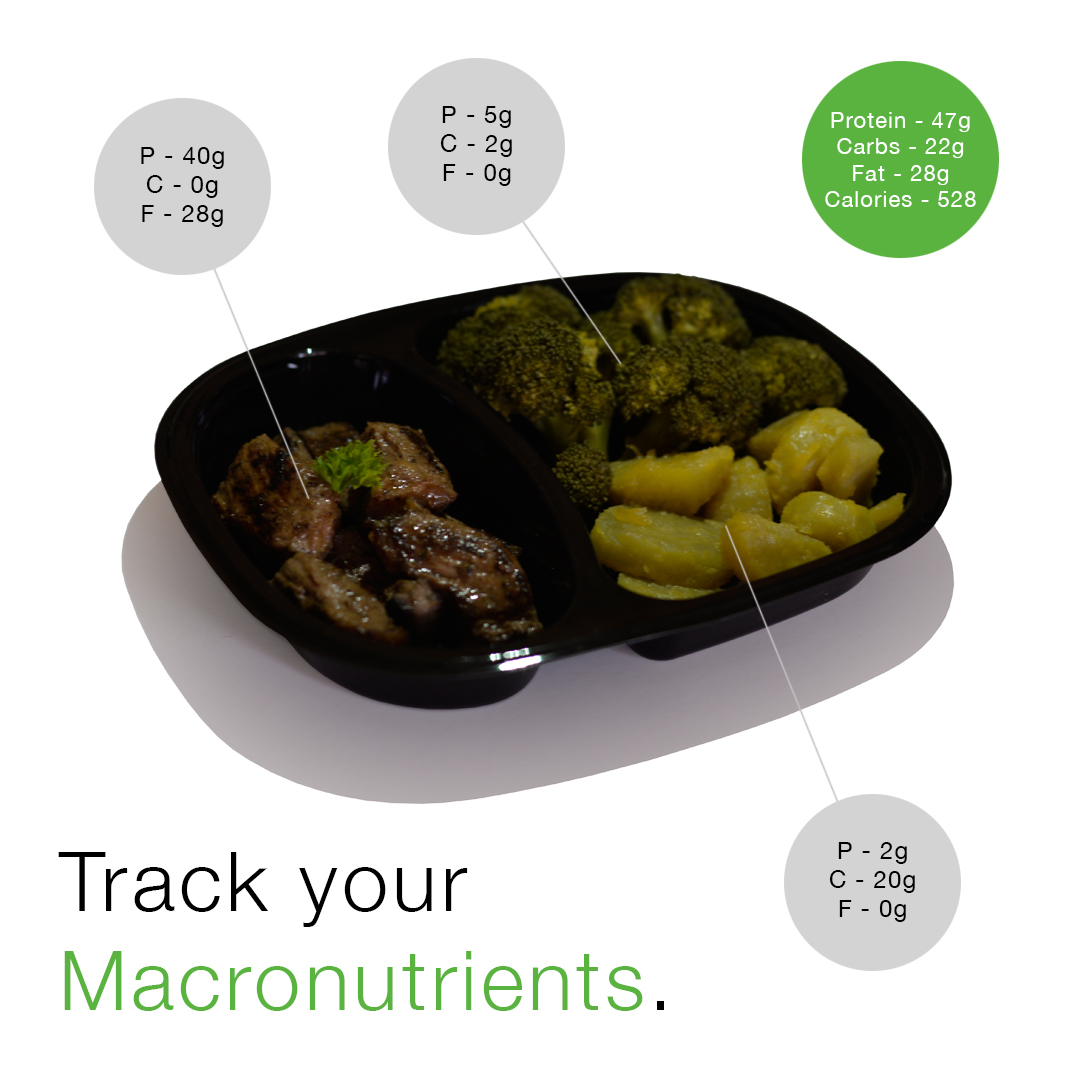 P - 40g
C - 0g
F - 28g
P - 5g
C - 2g
F - 0g
Protein - 47g
Carbs - 22g
Fat - 28g
Calories - 528
P - 2g
C - 20g
F - 0g
Track your
Macronutrients.